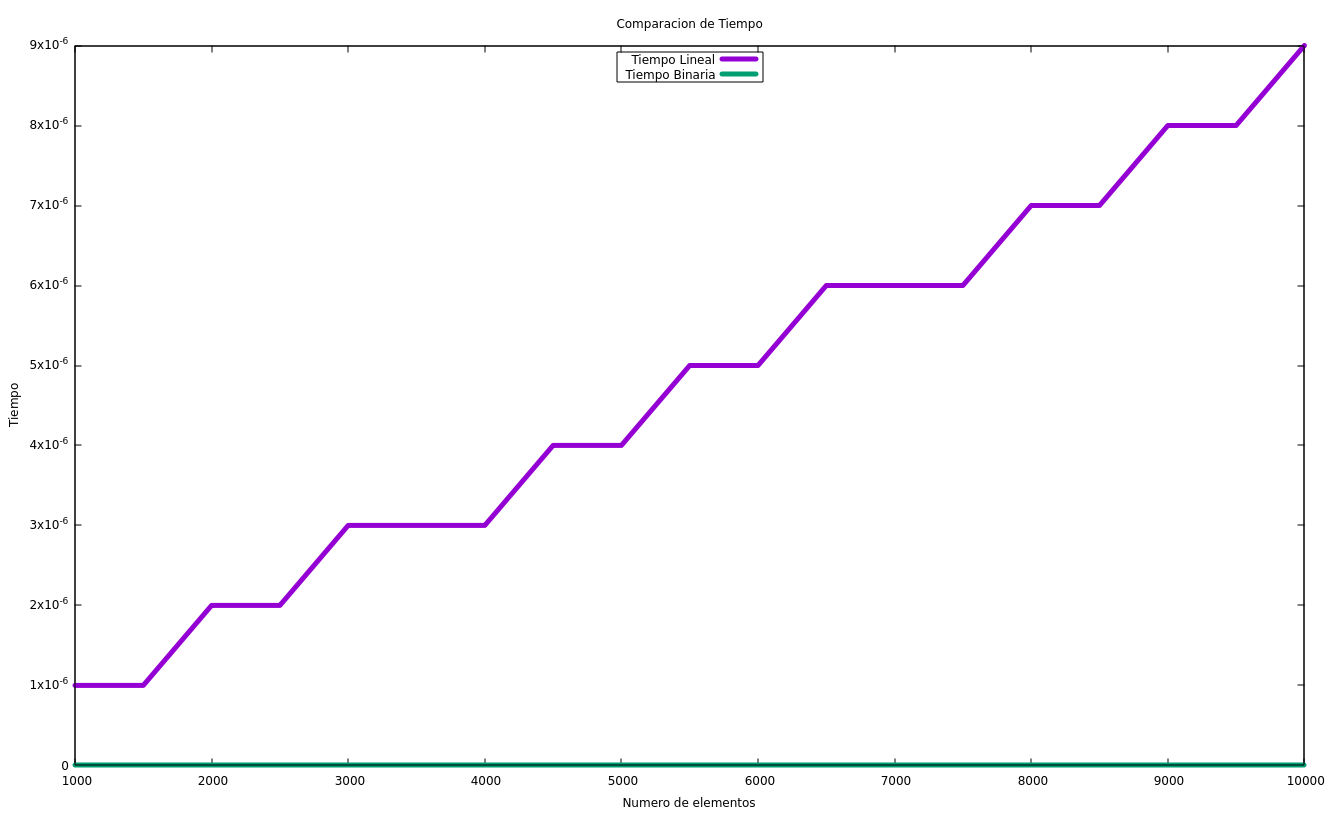 Comparacion de Tiempo
Tiempo Lineal
Tiempo Binaria
9x10-6
8x10-6
7x10-6
6x10-6
5x10-6
4x10-6
3x10-6
2x10-6
1x10-6
0
Tiempo
1000 2000 3000 4000 5000 6000 7000 8000 9000 10000
Numero de elementos